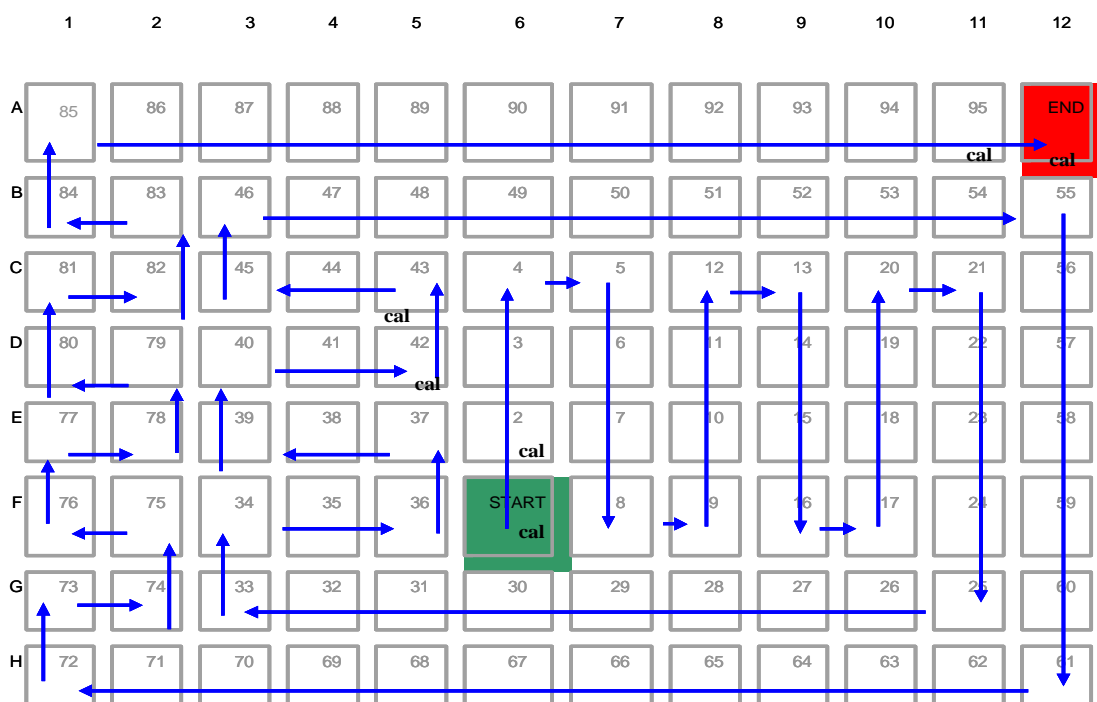 1 2 3 4 5 6 7 8 9 10 11 12
A 85 86 87 88 89 90 91 92 93 94 95 END
cal cal
B 84 83 46 47 48 49 50 51 52 53 54 55
C 81 82 45 44 43 4 5 12 13 20 21 56
cal
D 80 79 40 41 42 3 6 11 14 19 22 57
cal
E 77 78 39 38 37 2 7 10 15 18 23 58
cal
F 76 75 34 35 36 START 8 9 16 17 24 59
cal
G 73 74 33 32 31 30 29 28 27 26 25 60
H 72 71 70 69 68 67 66 65 64 63 62 61